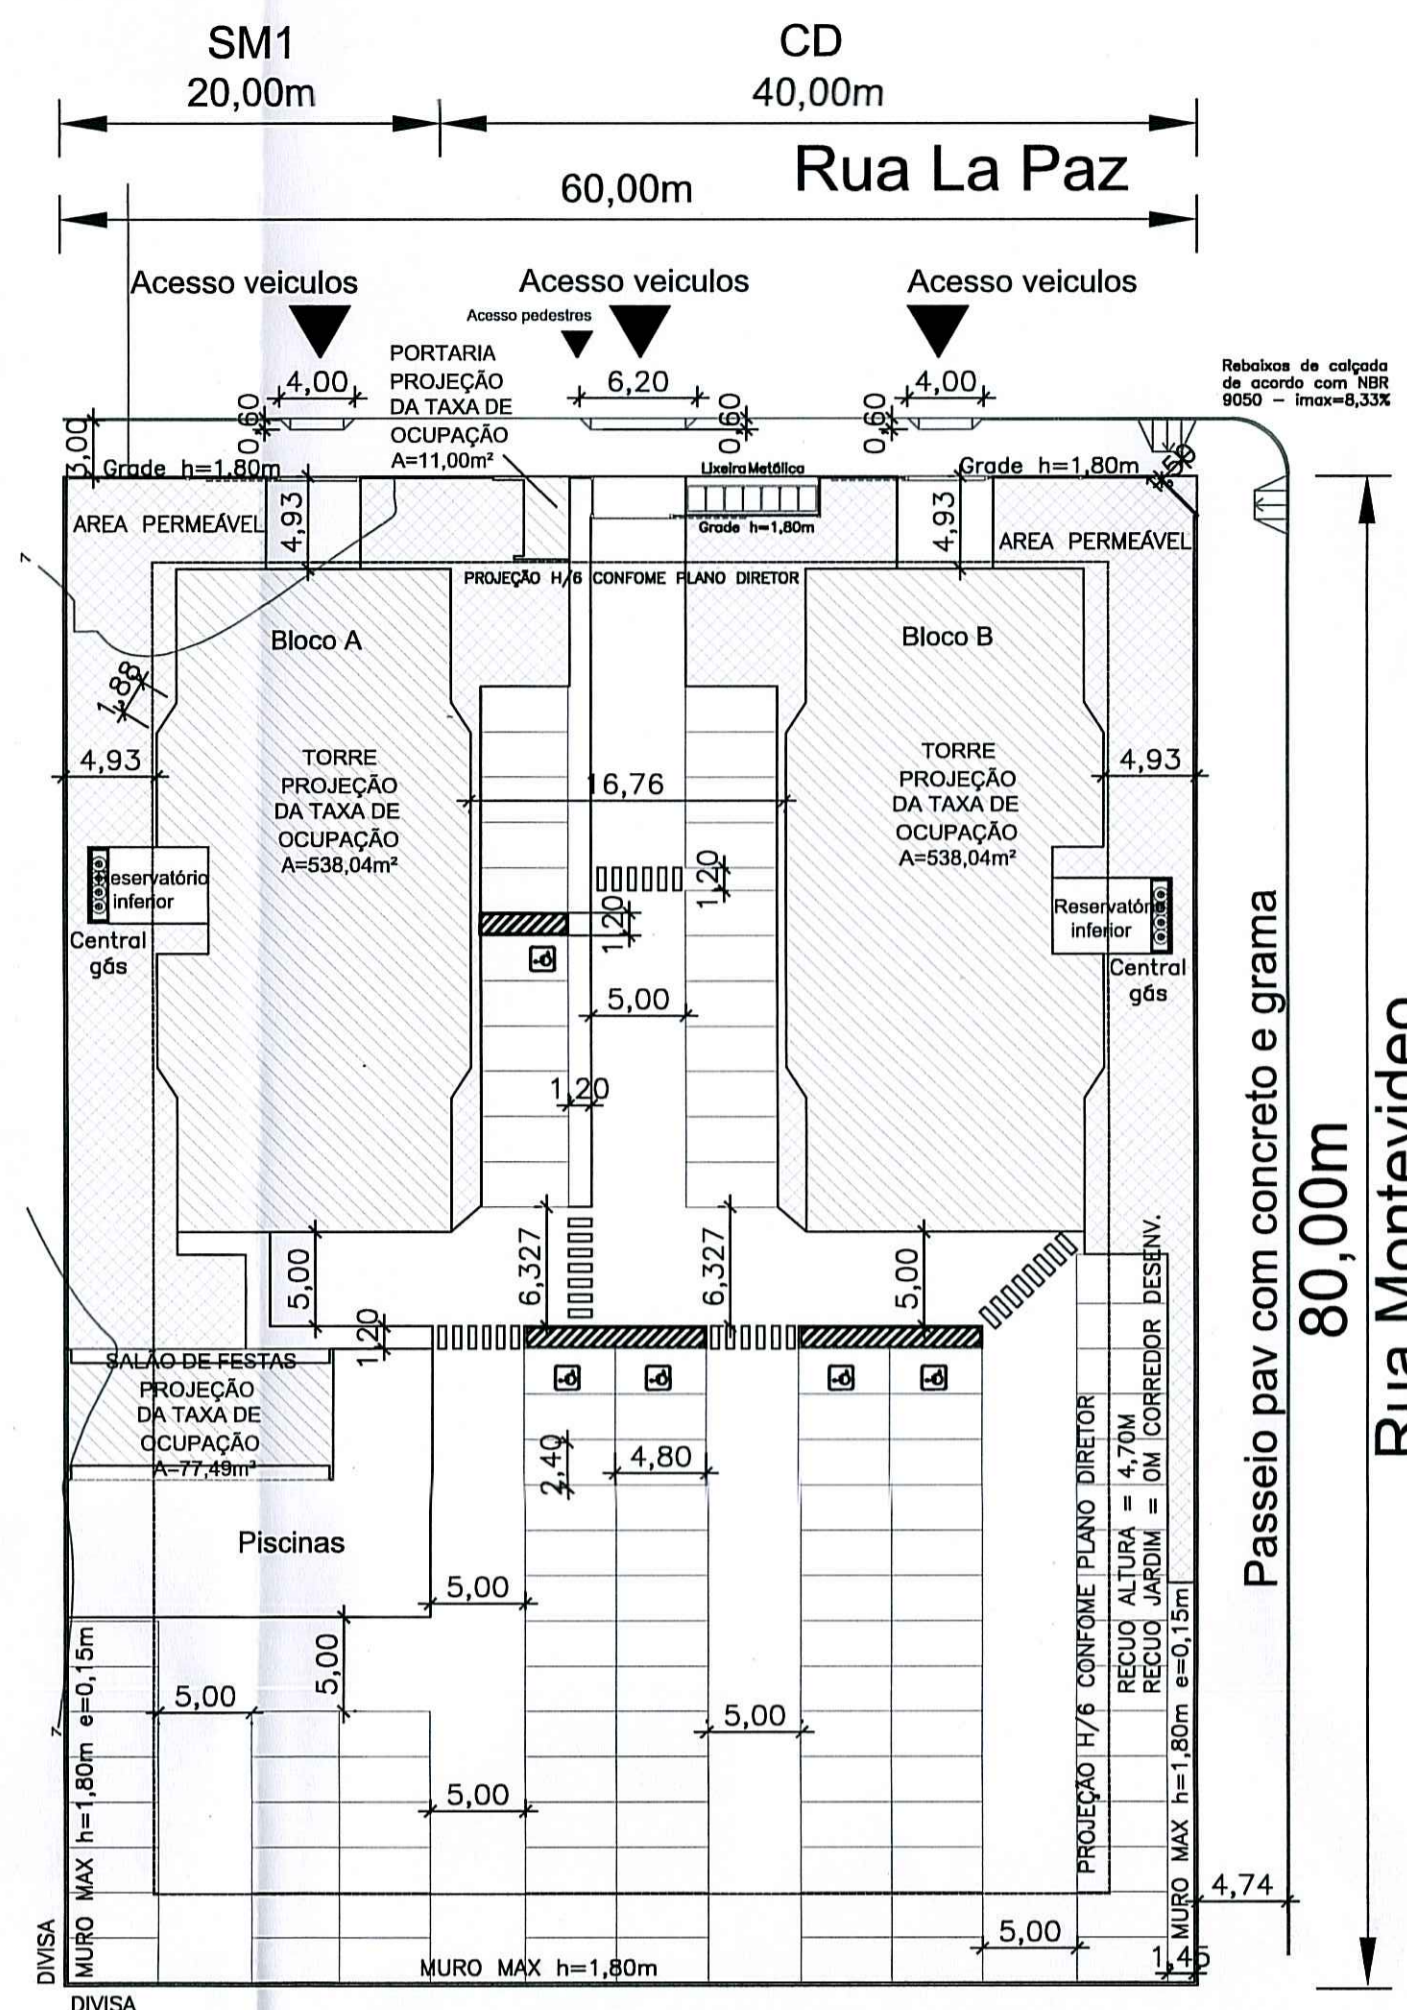 SM1
20,00m
CD
40,00m
Rua La Paz
60,00m
Acesso veiculos
Acesso veiculos
Acesso veiculos
Acesso pedestres
PORTARIA
PROJEÇÃO
DA TAXA DE
OCUPAÇÃO
A=11,00m²
4,00
6,20
4,00
0,60
0,60
0,60
3,00
Rebaixos de calçada
de acordo com NBR
9050 – imax=8,33%
Grade h=1,80m
Lixeira Metálica
Grade h=1,80m
Grade h=1,80m
AREA PERMEÁVEL
4,93
4,93
AREA PERMEÁVEL
PROJEÇÃO H/6 CONFOME PLANO DIRETOR
Bloco A
Bloco B
1,88
4,93
TORRE
PROJEÇÃO
DA TAXA DE
OCUPAÇÃO
A=538,04m²
16,76
TORRE
PROJEÇÃO
DA TAXA DE
OCUPAÇÃO
A=538,04m²
4,93
1,20
1,20
eservatório
inferior
Central
gás
Reservatóri
inferior
Central
gás
5,00
1,20
6,327
6,327
5,00
5,00
1,20
SALÃO DE FESTAS
PROJEÇÃO
DA TAXA DE
OCUPAÇÃO
A=77,49m²
2,40
4,80
Piscinas
5,00
5,00
5,00
5,00
5,00
5,00
PROJEÇÃO H/6 CONFOME PLANO DIRETOR
RECUO ALTURA = 4,70M
RECUO JARDIM = 0M CORREDOR DESENV.
MURO MAX h=1,80m e=0,15m
MURO MAX h=1,80m e=0,15m
Passeio pav com concreto e grama
80,00m
Rua Montevideo
4,74
1,45
MURO MAX h=1,80m
DIVISA
DIVISA